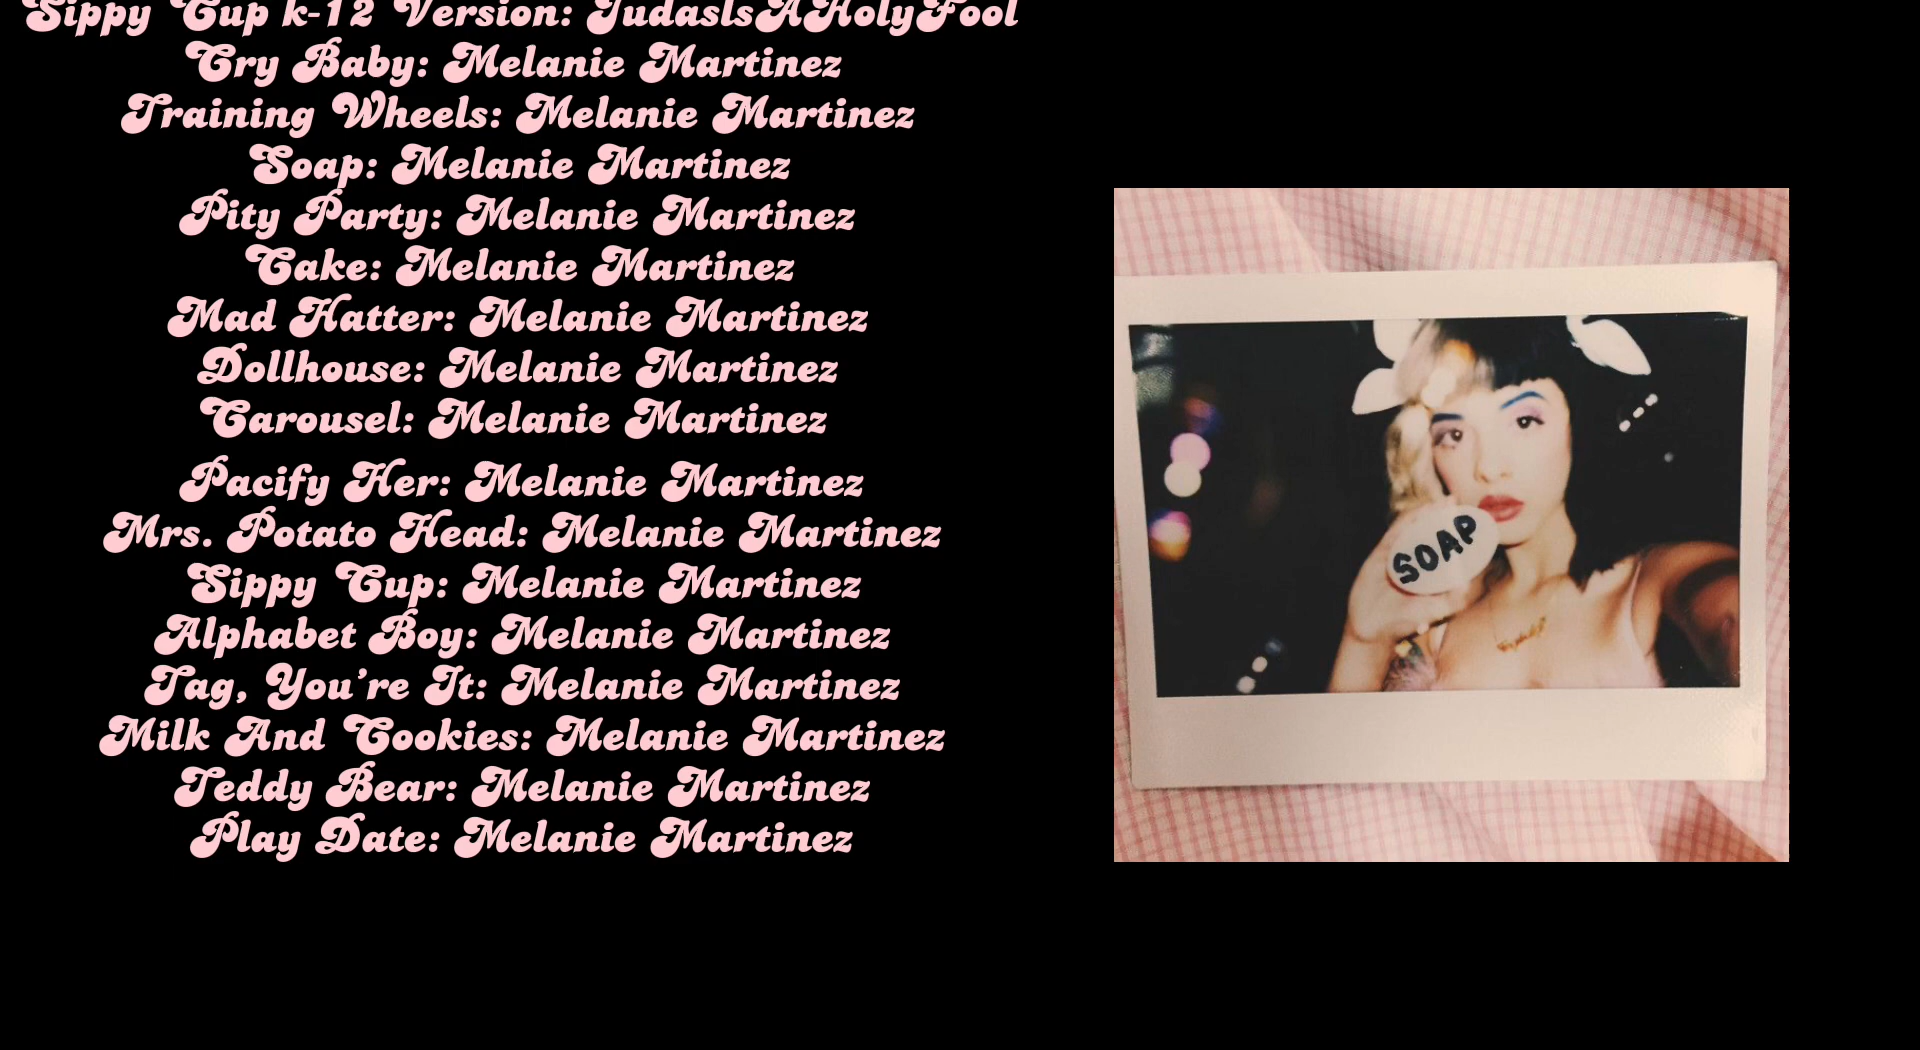 Sippy Cup k-12 Version: JudasIsAHolyFool
Cry Baby: Melanie Martinez
Training Wheels: Melanie Martinez
Soap: Melanie Martinez
Pity Party: Melanie Martinez
Cake: Melanie Martinez
Mad Hatter: Melanie Martinez
Dollhouse: Melanie Martinez
Carousel: Melanie Martinez
Pacify Her: Melanie Martinez
Mrs. Potato Head: Melanie Martinez
Sippy Cup: Melanie Martinez
Alphabet Boy: Melanie Martinez
Tag, You're It: Melanie Martinez
Milk And Cookies: Melanie Martinez
Teddy Bear: Melanie Martinez
Play Date: Melanie Martinez
SOAP